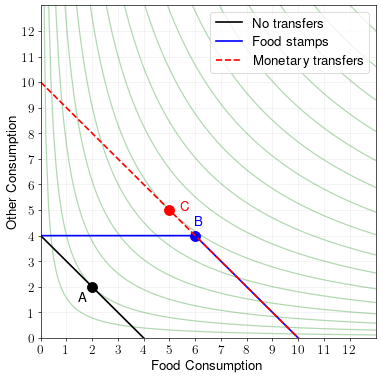 No transfers
Food stamps
Monetary transfers
12
11
10
9
8
7
6
5
4
3
2
1
0
Other Consumption
C
B
A
0 1 2 3 4 5 6 7 8 9 10 11 12
Food Consumption